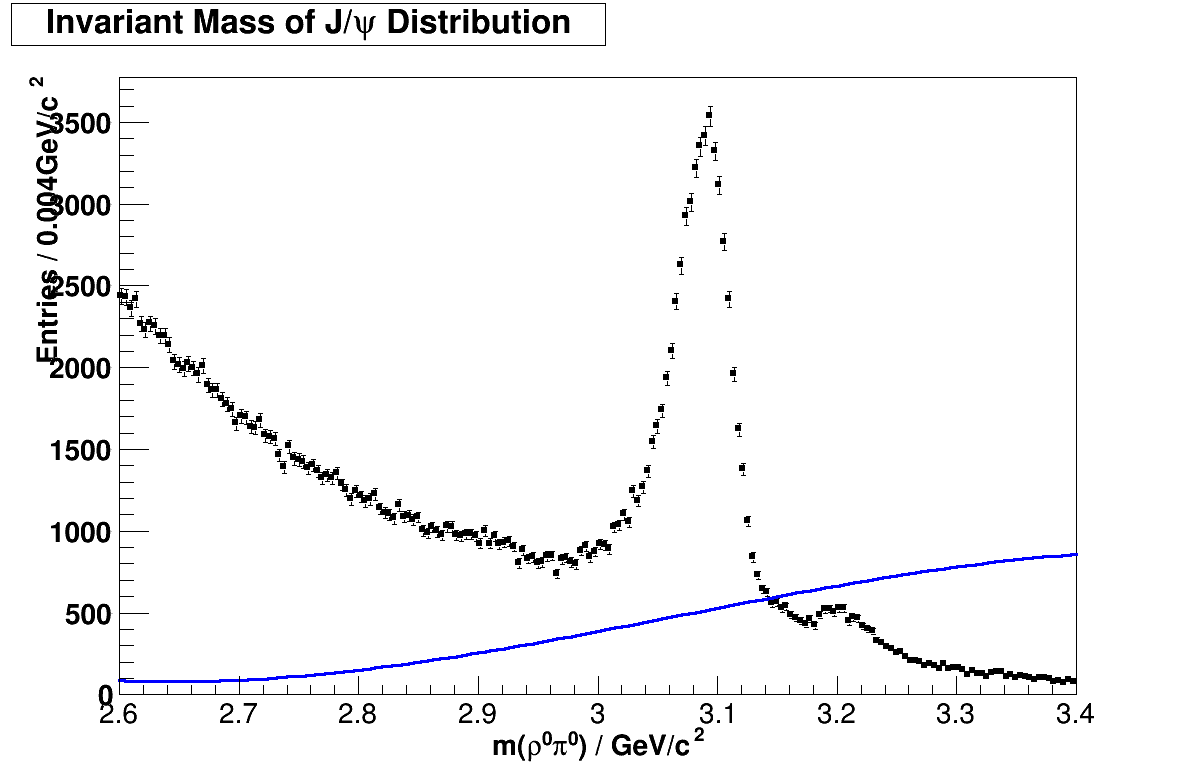 Invariant Mass of J/ψ Distribution
Entries / 0.004GeV/c²
3500
3000
2500
2000
1500
1000
500
0
2.6 2.7 2.8 2.9 3 3.1 3.2 3.3 3.4
m(ρ⁰π⁰) / GeV/c²